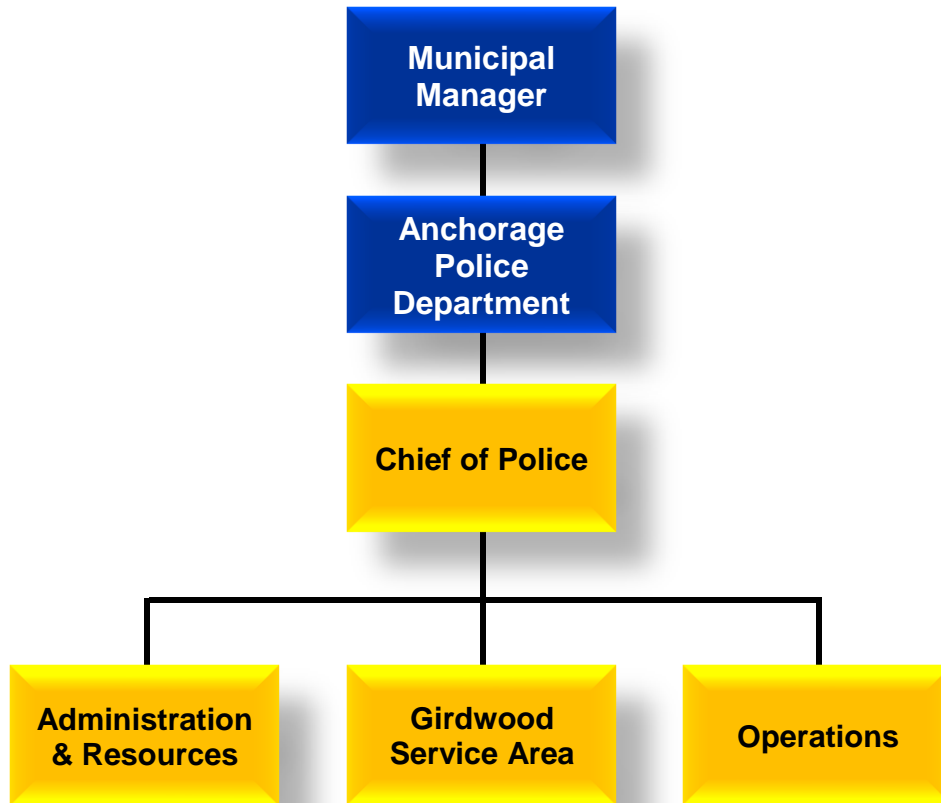 Municipal
Manager
Anchorage
Police
Department
Chief of Police
Administration
& Resources
Girdwood
Service Area
Operations